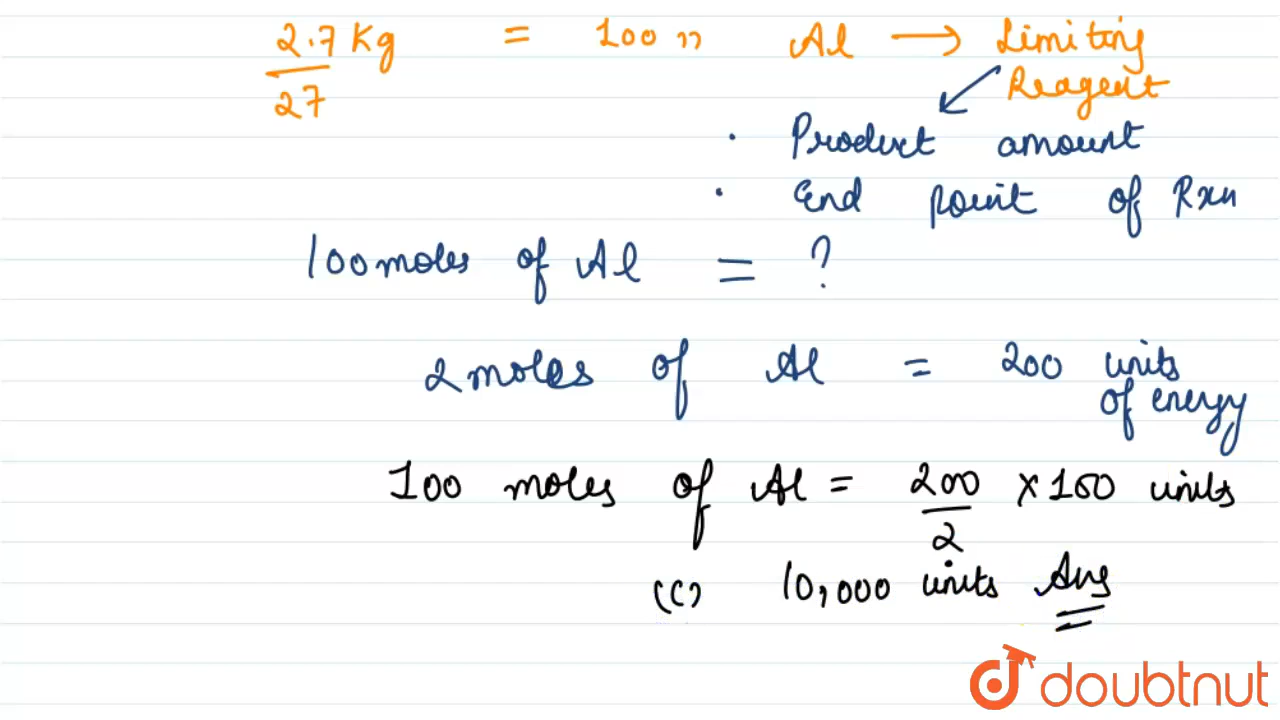 2.7 Kg = 100 ,, Al → Limiting
27 Reagent
· Product amount
· End point of Rxn
100 moles of Al = ?
2 moles of Al = 200 units
of energy
100 moles of Al = 200 × 100 units
2
(C) 10,000 units Ans
doubtnut